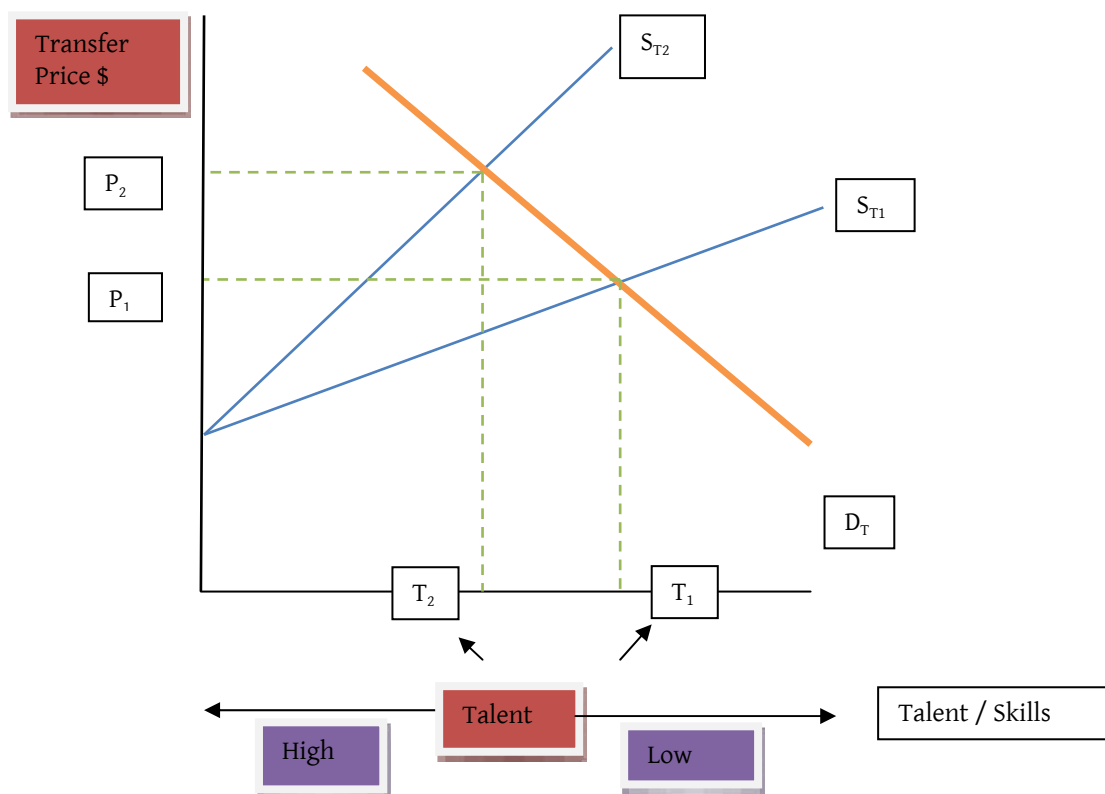 Transfer
Price $
S_T2
P_2
S_T1
P_1
D_T
T_2
T_1
Talent
Talent / Skills
High
Low